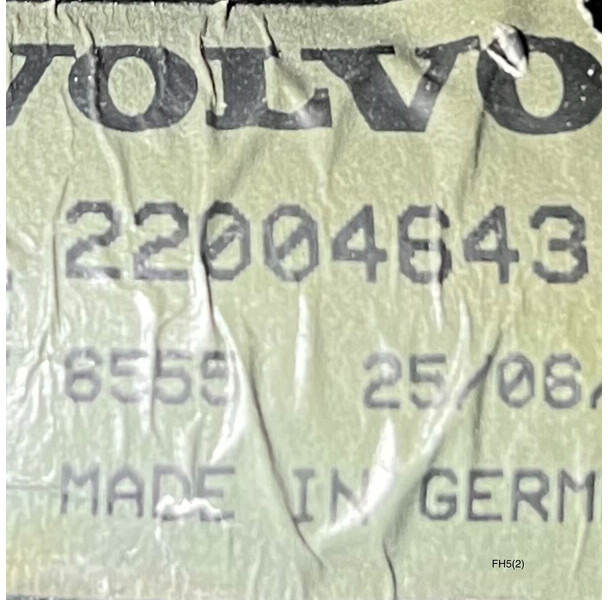 VOLVO
22004643
6555 25/06/
MADE IN GERM
FH5(2)